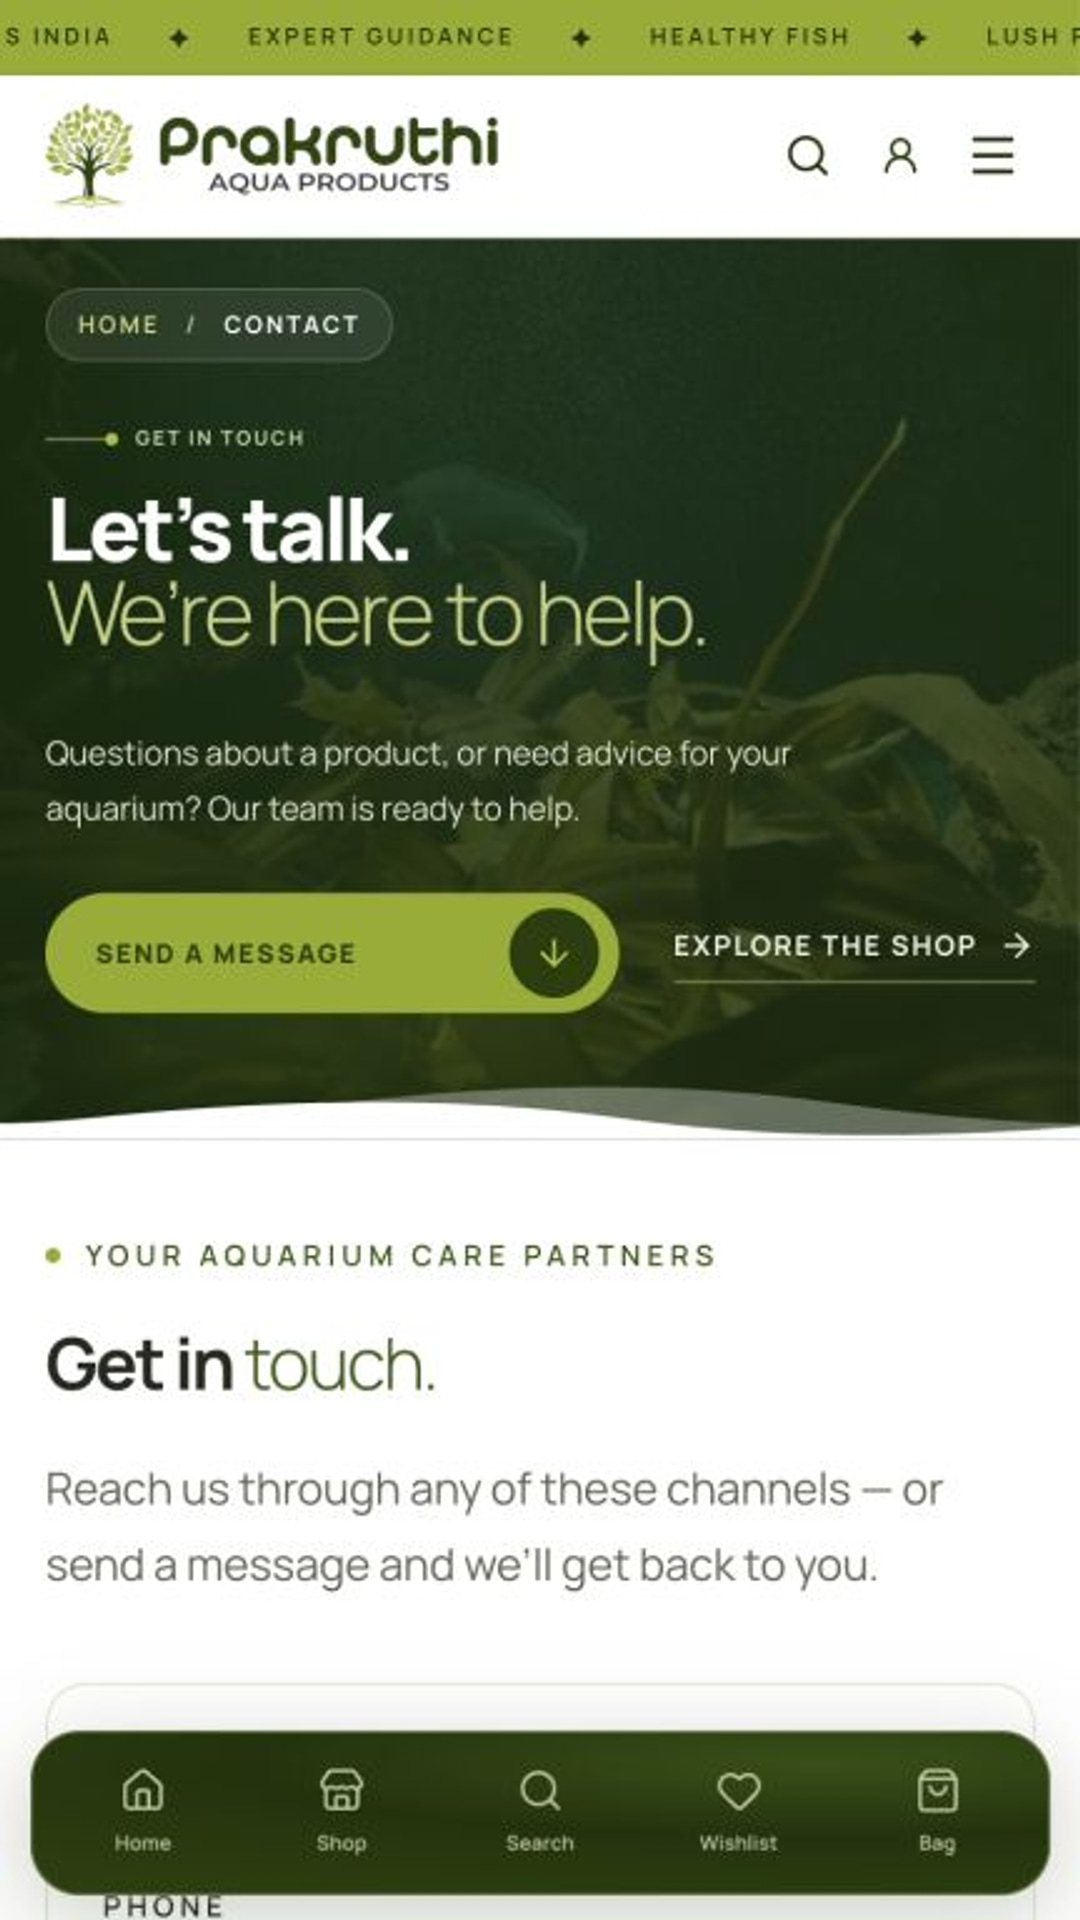 S INDIA ✦ EXPERT GUIDANCE ✦ HEALTHY FISH ✦ LUSH
Prakruthi
AQUA PRODUCTS
HOME / CONTACT
GET IN TOUCH
Let’s talk.
We’re here to help.
Questions about a product, or need advice for your
aquarium? Our team is ready to help.
SEND A MESSAGE
EXPLORE THE SHOP
YOUR AQUARIUM CARE PARTNERS
Get in touch.
Reach us through any of these channels — or
send a message and we’ll get back to you.
Home Shop Search Wishlist Bag
PHONE